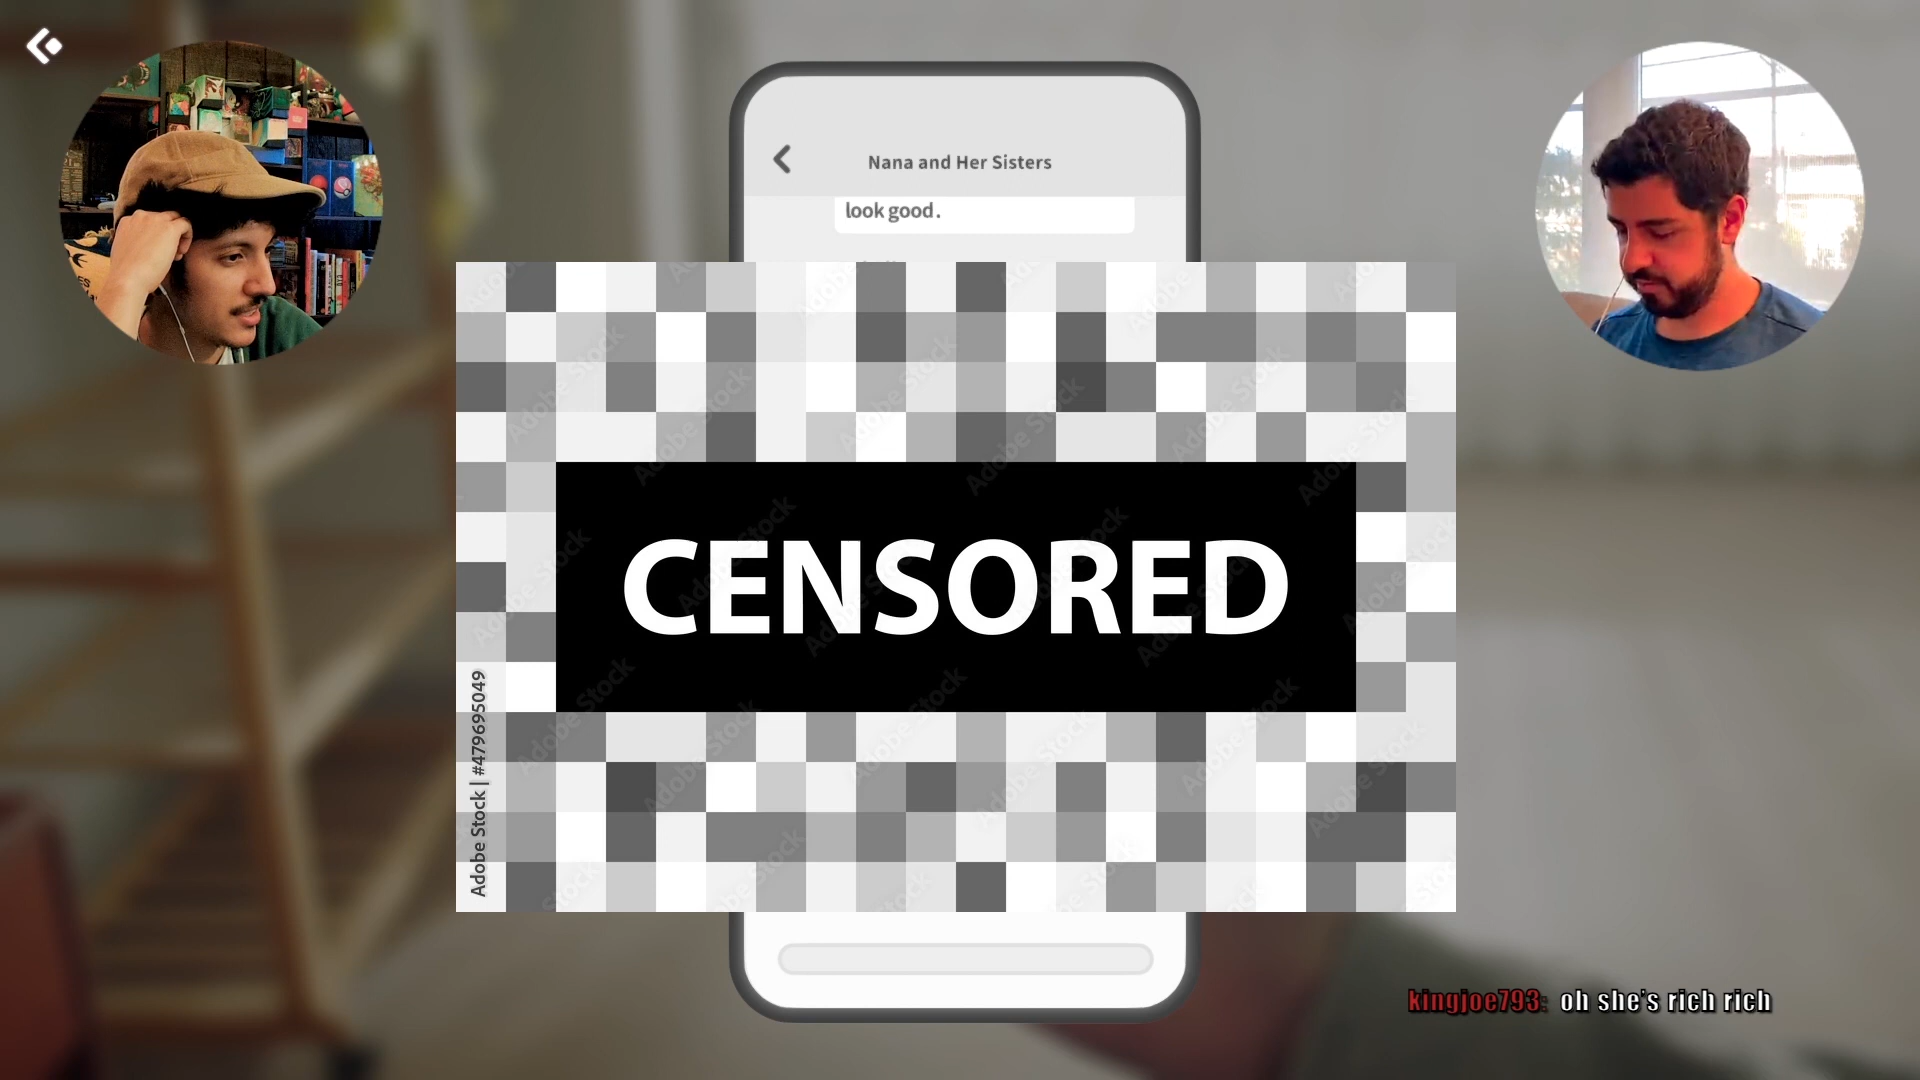 Nana and Her Sisters
look good.
CENSORED
Adobe Stock | #479695049
kingjoe793: oh she's rich rich